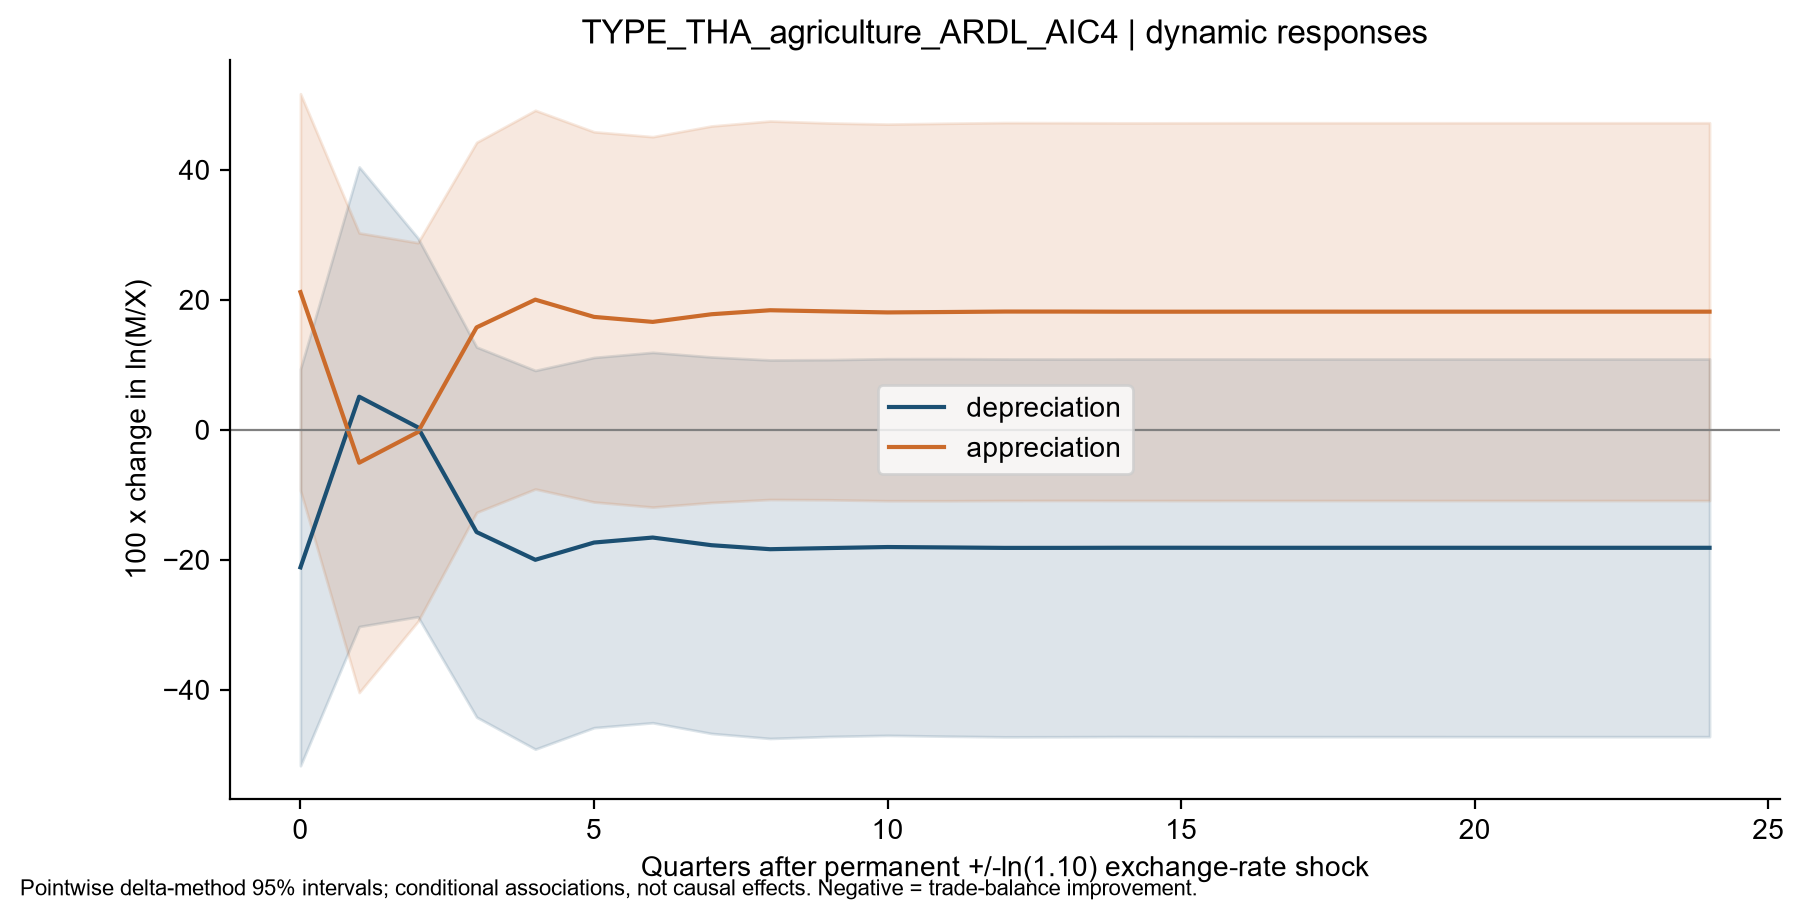 TYPE_THA_agriculture_ARDL_AIC4 | dynamic responses
100 x change in ln(M/X)
40
20
0
−20
−40
depreciation
appreciation
0 5 10 15 20 25
Quarters after permanent +/-ln(1.10) exchange-rate shock
Pointwise delta-method 95% intervals; conditional associations, not causal effects. Negative = trade-balance improvement.